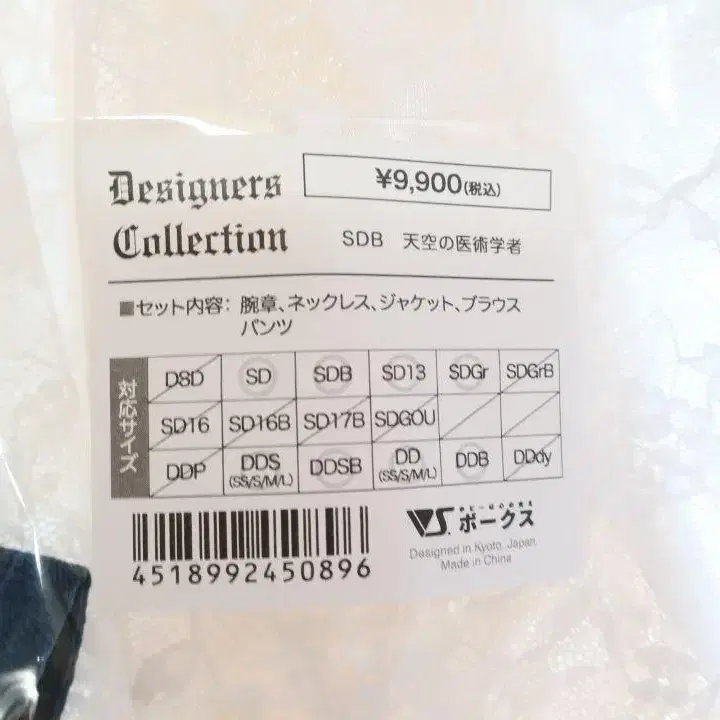 Designers
Collection
¥9,900(税込)
SDB 天空の医術学者
■セット内容：腕章、ネックレス、ジャケット、ブラウス
パンツ
対応サイズ
DSD SD SDB SD13 SDGr SDGrB
SD16 SD16B SD17B SDGOU
DDP DDS (SS/S/M/L) DDSB DD (SS/S/M/L) DDB DDdy
4518992450896
VS. ボークス
Designed in Kyoto, Japan
Made in China